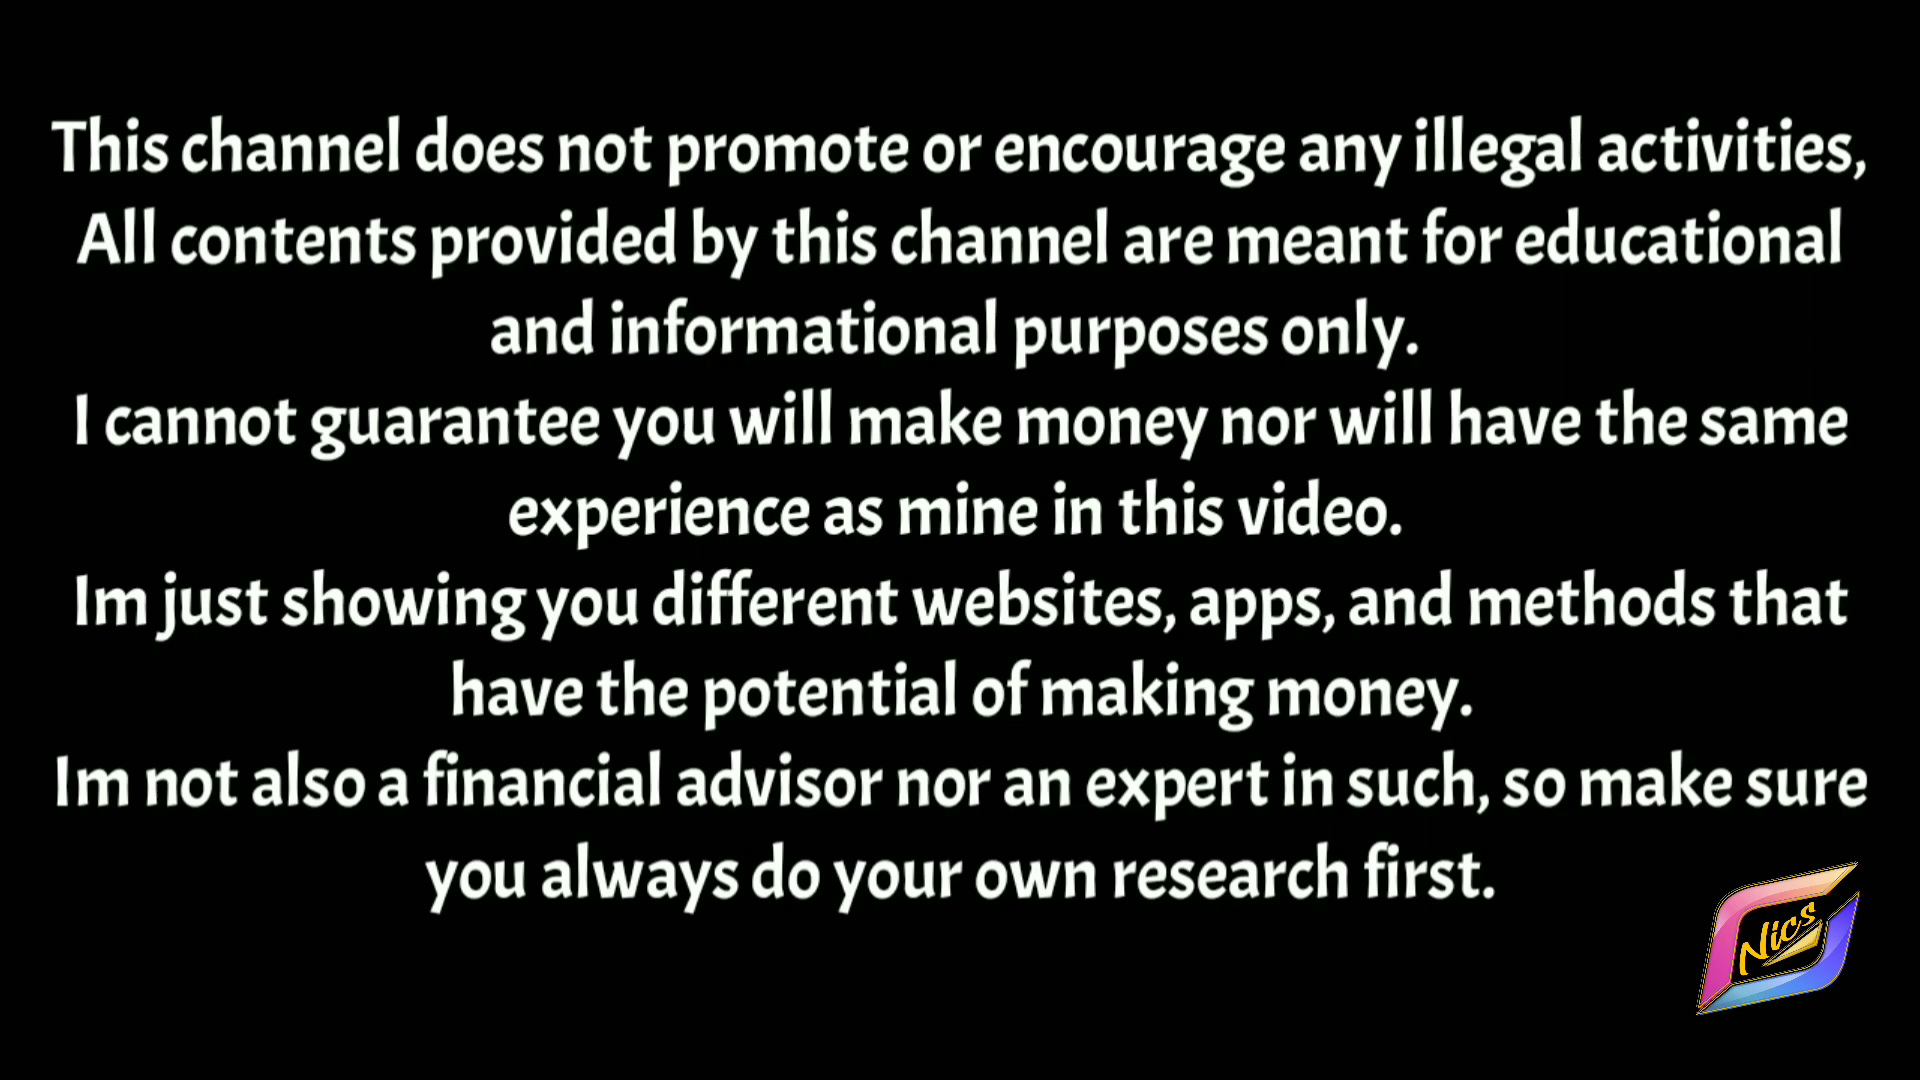 This channel does not promote or encourage any illegal activities,
All contents provided by this channel are meant for educational
and informational purposes only.
I cannot guarantee you will make money nor will have the same
experience as mine in this video.
Im just showing you different websites, apps, and methods that
have the potential of making money.
Im not also a financial advisor nor an expert in such, so make sure
you always do your own research first.
Nics